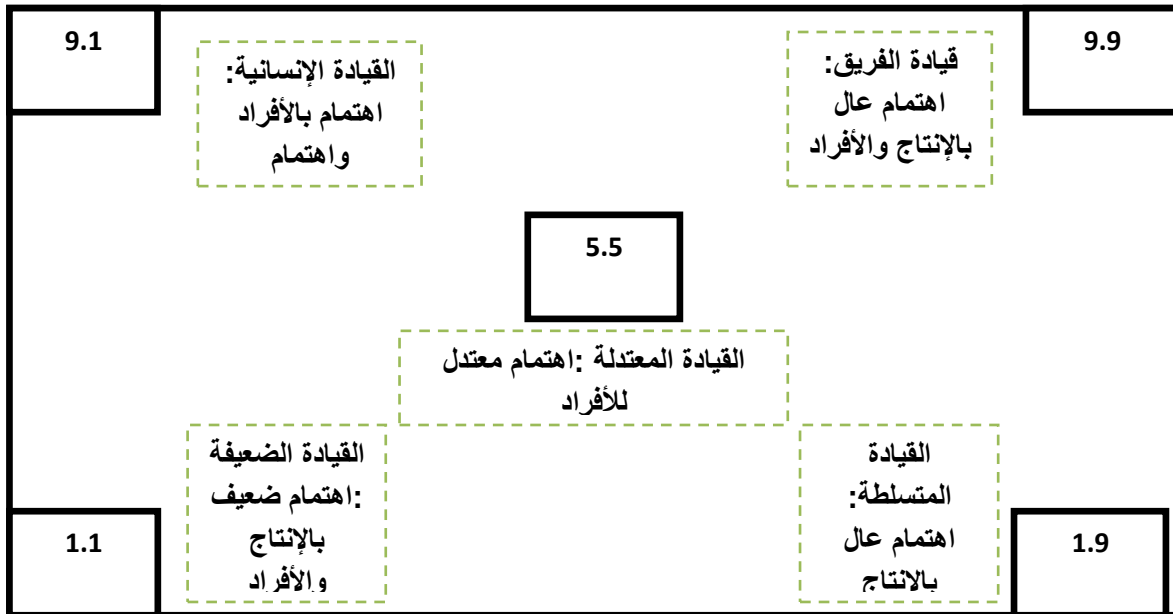 9.1
القيادة الإنسانية:
اهتمام بالأفراد
واهتمام
9.9
قيادة الفريق:
اهتمام عال
بالإنتاج والأفراد
5.5
القيادة المعتدلة :اهتمام معتدل
للأفراد
1.1
القيادة الضعيفة
:اهتمام ضعيف
بالإنتاج
والأفراد
القيادة
المتسلطة:
اهتمام عال
بالانتاج
1.9